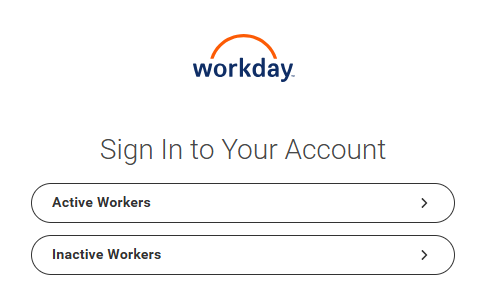 workday
Sign In to Your Account
Active Workers
Inactive Workers